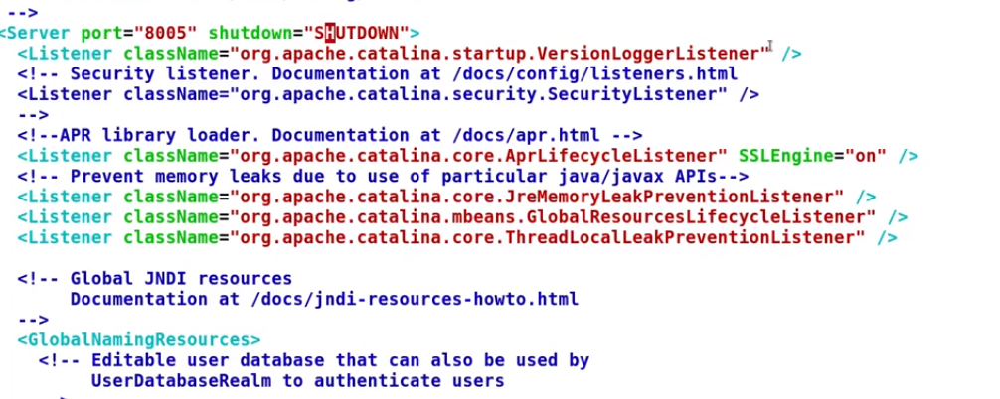 -->
<Server port="8005" shutdown="SHUTDOWN">
<Listener className="org.apache.catalina.startup.VersionLoggerListener" />
<!-- Security listener. Documentation at /docs/config/listeners.html
<Listener className="org.apache.catalina.security.SecurityListener" />
-->
<!--APR library loader. Documentation at /docs/apr.html -->
<Listener className="org.apache.catalina.core.AprLifecycleListener" SSLEngine="on" />
<!-- Prevent memory leaks due to use of particular java/javax APIs-->
<Listener className="org.apache.catalina.core.JreMemoryLeakPreventionListener" />
<Listener className="org.apache.catalina.mbeans.GlobalResourcesLifecycleListener" />
<Listener className="org.apache.catalina.core.ThreadLocalLeakPreventionListener" />
<!-- Global JNDI resources
Documentation at /docs/jndi-resources-howto.html
-->
<GlobalNamingResources>
<!-- Editable user database that can also be used by
UserDatabaseRealm to authenticate users